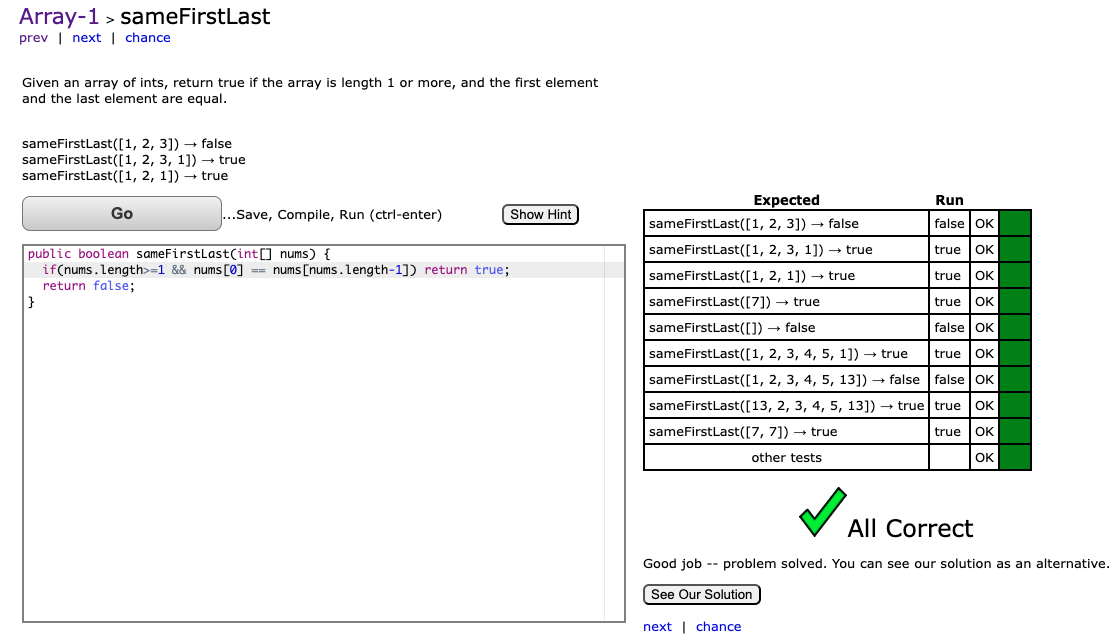 Array-1 > sameFirstLast
prev | next | chance
Given an array of ints, return true if the array is length 1 or more, and the first element
and the last element are equal.
sameFirstLast([1, 2, 3]) → false
sameFirstLast([1, 2, 3, 1]) → true
sameFirstLast([1, 2, 1]) → true
Go
...Save, Compile, Run (ctrl-enter)
Show Hint
public boolean sameFirstLast(int[] nums) {
  if(nums.length>=1 && nums[0] == nums[nums.length-1]) return true;
  return false;
}
Expected Run
sameFirstLast([1, 2, 3]) → false false OK
sameFirstLast([1, 2, 3, 1]) → true true OK
sameFirstLast([1, 2, 1]) → true true OK
sameFirstLast([7]) → true true OK
sameFirstLast([]) → false false OK
sameFirstLast([1, 2, 3, 4, 5, 1]) → true true OK
sameFirstLast([1, 2, 3, 4, 5, 13]) → false false OK
sameFirstLast([13, 2, 3, 4, 5, 13]) → true true OK
sameFirstLast([7, 7]) → true true OK
other tests OK
All Correct
Good job -- problem solved. You can see our solution as an alternative.
See Our Solution
next | chance